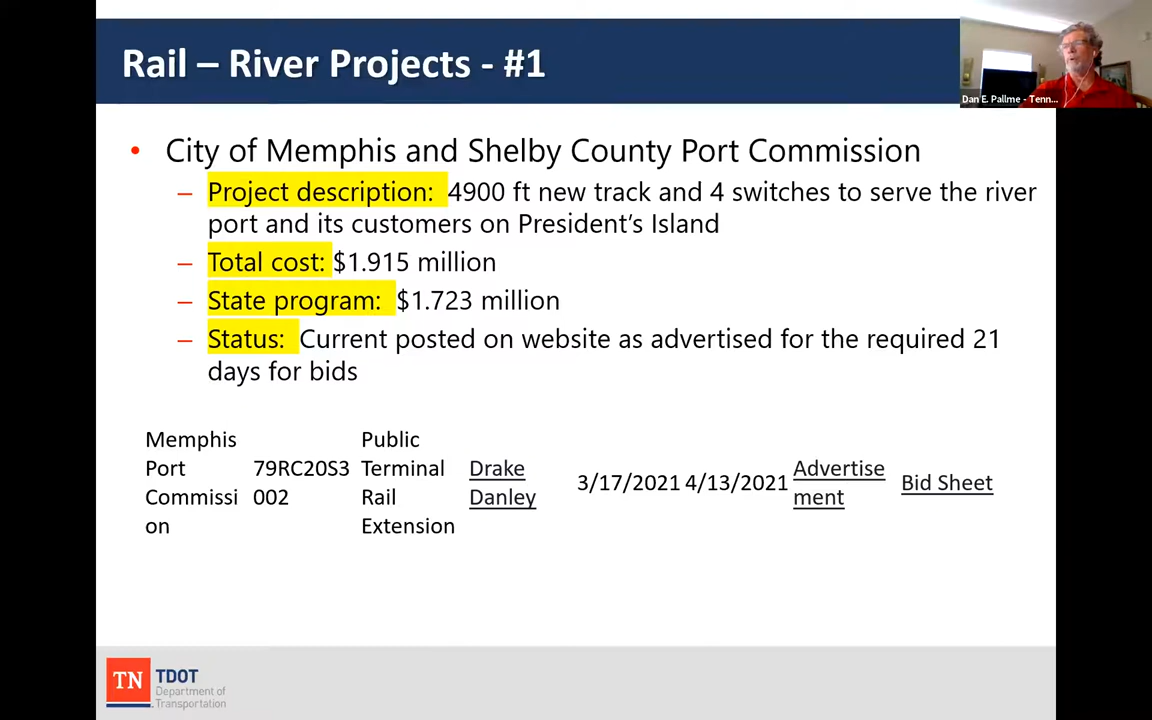 Rail – River Projects - #1
Dan E. Pallme - Tenn...
• City of Memphis and Shelby County Port Commission
– Project description: 4900 ft new track and 4 switches to serve the river
port and its customers on President’s Island
– Total cost: $1.915 million
– State program: $1.723 million
– Status: Current posted on website as advertised for the required 21
days for bids
Memphis
Port
Commissi
on
79RC20S3
002
Public
Terminal
Rail
Extension
Drake
Danley
3/17/2021
4/13/2021
Advertise
ment
Bid Sheet
TN
TDOT
Department of
Transportation